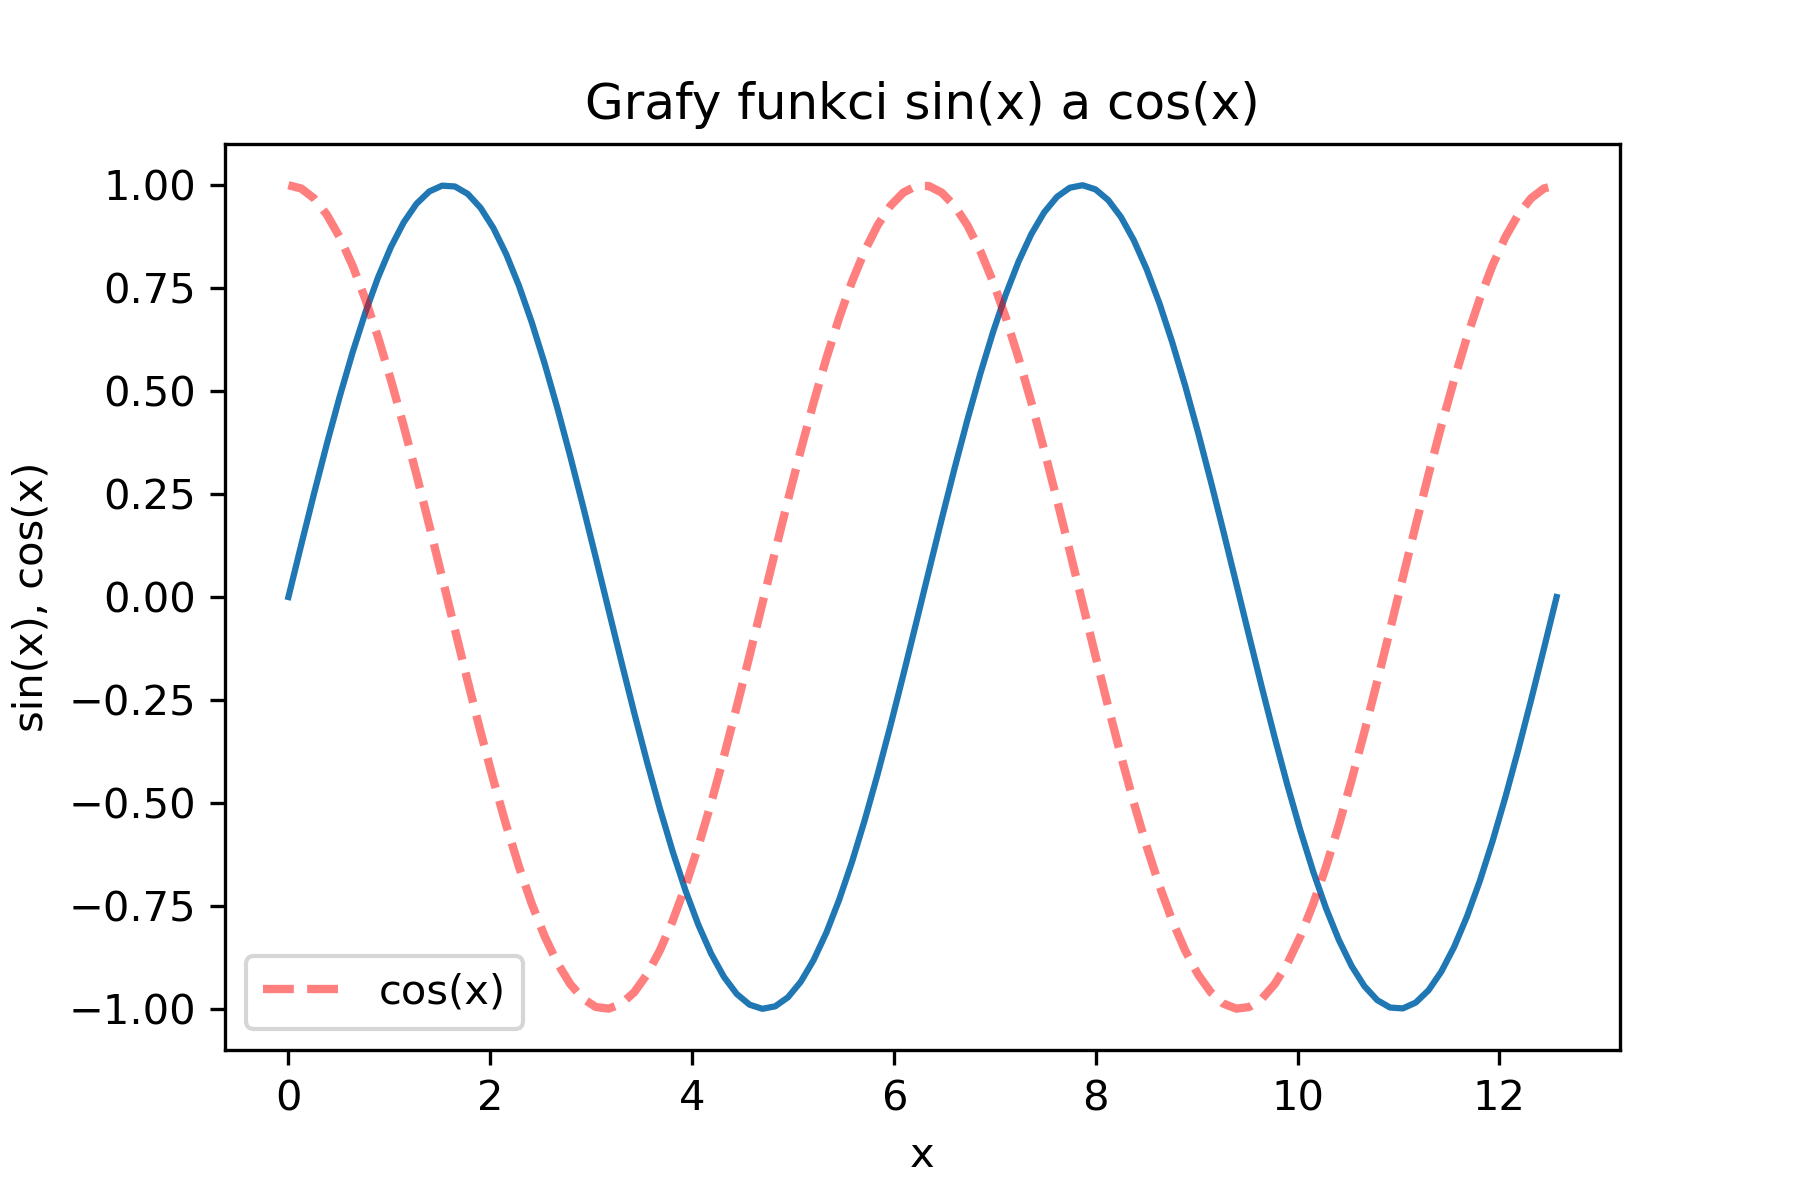 Grafy funkci sin(x) a cos(x)
sin(x), cos(x)
1.00
0.75
0.50
0.25
0.00
−0.25
−0.50
−0.75
−1.00
cos(x)
0 2 4 6 8 10 12
x